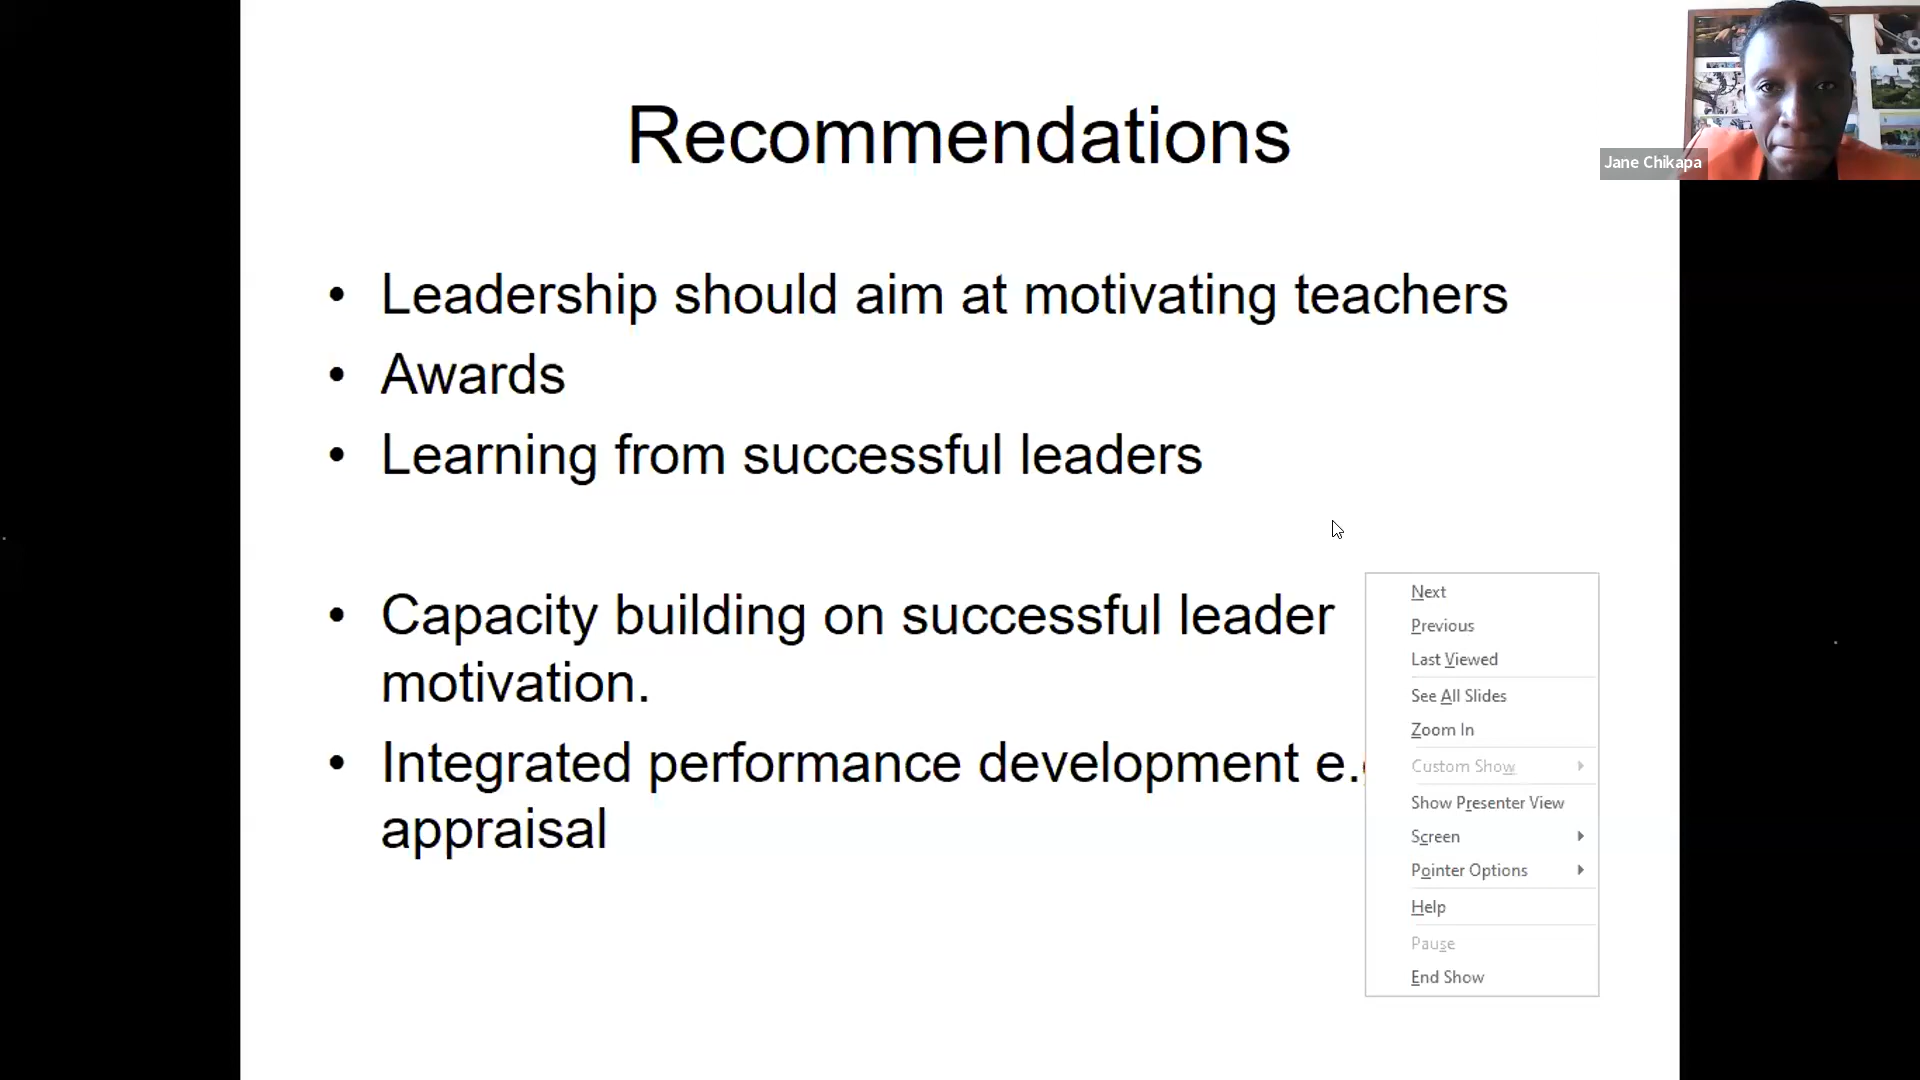 Recommendations
Jane Chikapa
• Leadership should aim at motivating teachers
• Awards
• Learning from successful leaders
• Capacity building on successful leader
motivation.
• Integrated performance development
appraisal
Next
Previous
Last Viewed
See All Slides
Zoom In
Custom Show
Show Presenter View
Screen
Pointer Options
Help
Pause
End Show